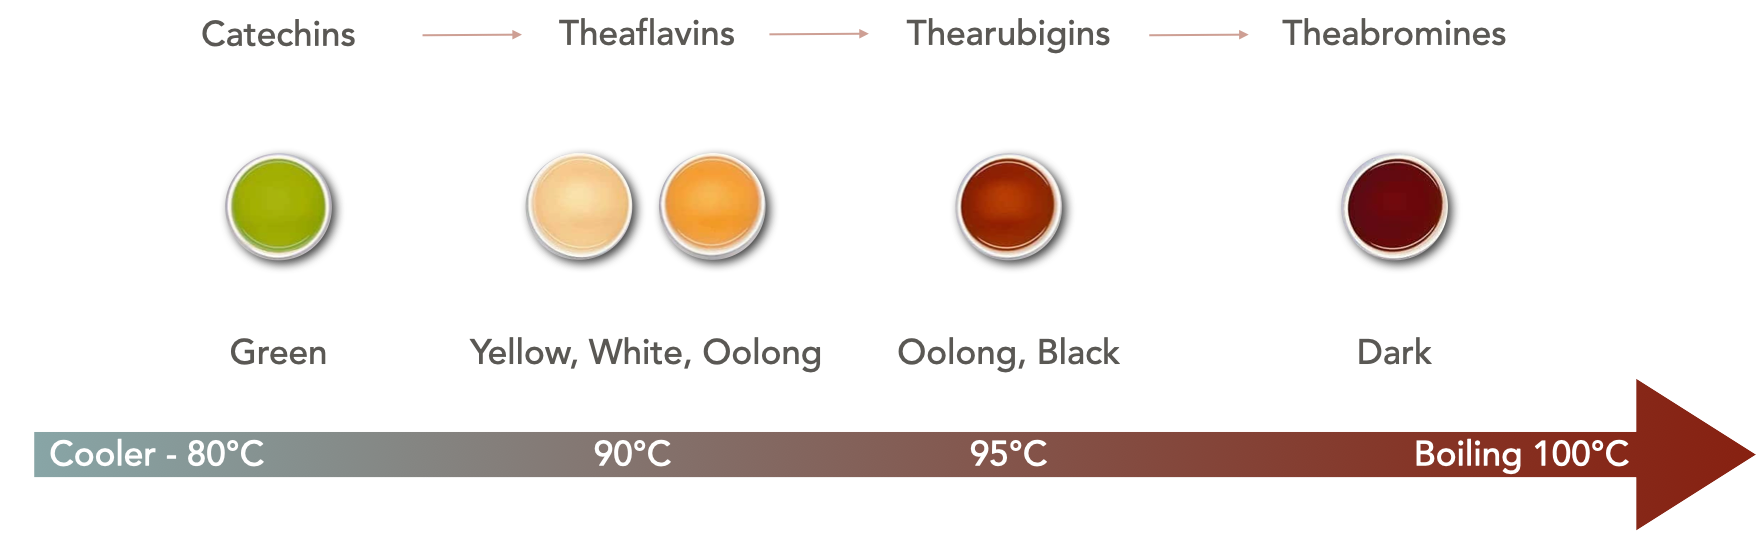 Catechins Theaflavins Thearubigins Theabromines
Green Yellow, White, Oolong Oolong, Black Dark
Cooler - 80°C 90°C 95°C Boiling 100°C